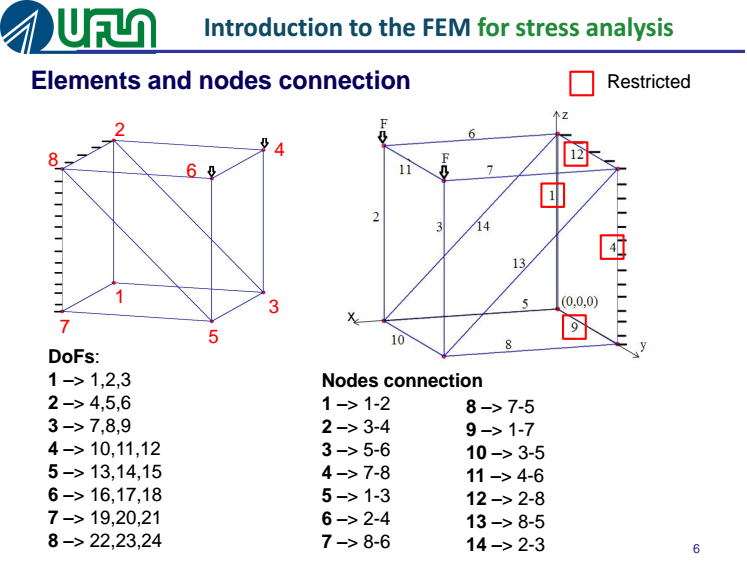 UFRN
Introduction to the FEM for stress analysis
Elements and nodes connection
Restricted
2
8
6
4
1
3
7
5
F
F
z
6
12
11
7
1
2
3
14
4
13
5
(0,0,0)
X
9
10
8
y
DoFs:
1 –> 1,2,3
2 –> 4,5,6
3 –> 7,8,9
4 –> 10,11,12
5 –> 13,14,15
6 –> 16,17,18
7 –> 19,20,21
8 –> 22,23,24
Nodes connection
1 –> 1-2
2 –> 3-4
3 –> 5-6
4 –> 7-8
5 –> 1-3
6 –> 2-4
7 –> 8-6
8 –> 7-5
9 –> 1-7
10 –> 3-5
11 –> 4-6
12 –> 2-8
13 –> 8-5
14 –> 2-3
6